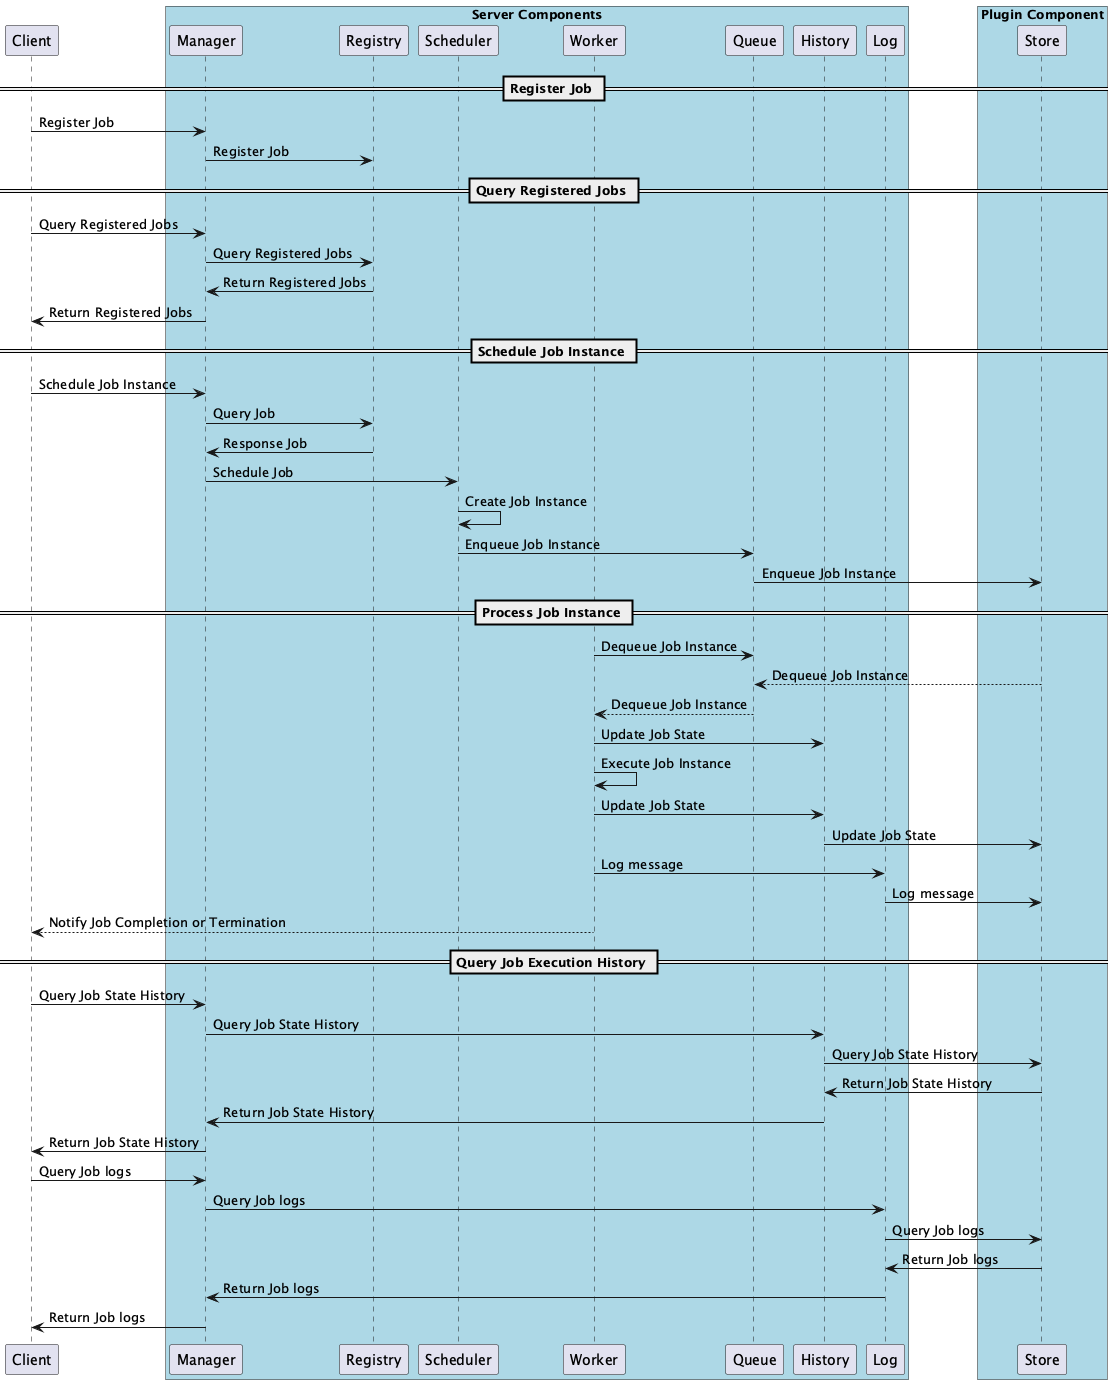 Server Components
Plugin Component
Client
Manager
Registry
Scheduler
Worker
Queue
History
Log
Store
Register Job
Register Job
Register Job
Query Registered Jobs
Query Registered Jobs
Query Registered Jobs
Return Registered Jobs
Return Registered Jobs
Schedule Job Instance
Schedule Job Instance
Query Job
Response Job
Schedule Job
Create Job Instance
Enqueue Job Instance
Enqueue Job Instance
Process Job Instance
Dequeue Job Instance
Dequeue Job Instance
Dequeue Job Instance
Update Job State
Execute Job Instance
Update Job State
Update Job State
Log message
Log message
Notify Job Completion or Termination
Query Job Execution History
Query Job State History
Query Job State History
Query Job State History
Return Job State History
Return Job State History
Return Job State History
Query Job logs
Query Job logs
Query Job logs
Return Job logs
Return Job logs
Return Job logs
Client
Manager
Registry
Scheduler
Worker
Queue
History
Log
Store